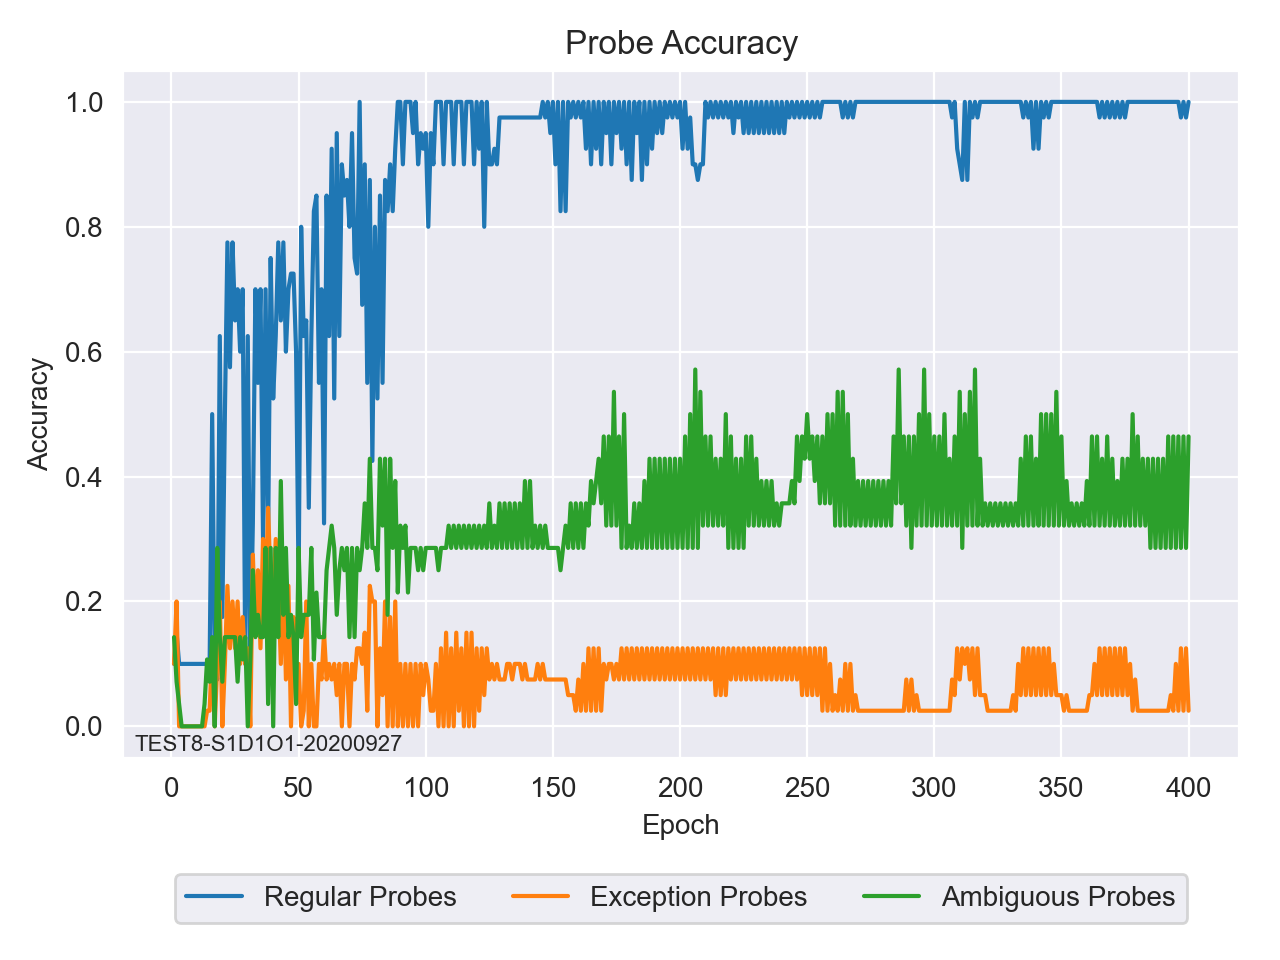 Probe Accuracy
1.0
0.8
0.6
0.4
0.2
0.0
Accuracy
TEST8-S1D1O1-20200927
0 50 100 150 200 250 300 350 400
Epoch
Regular Probes Exception Probes Ambiguous Probes